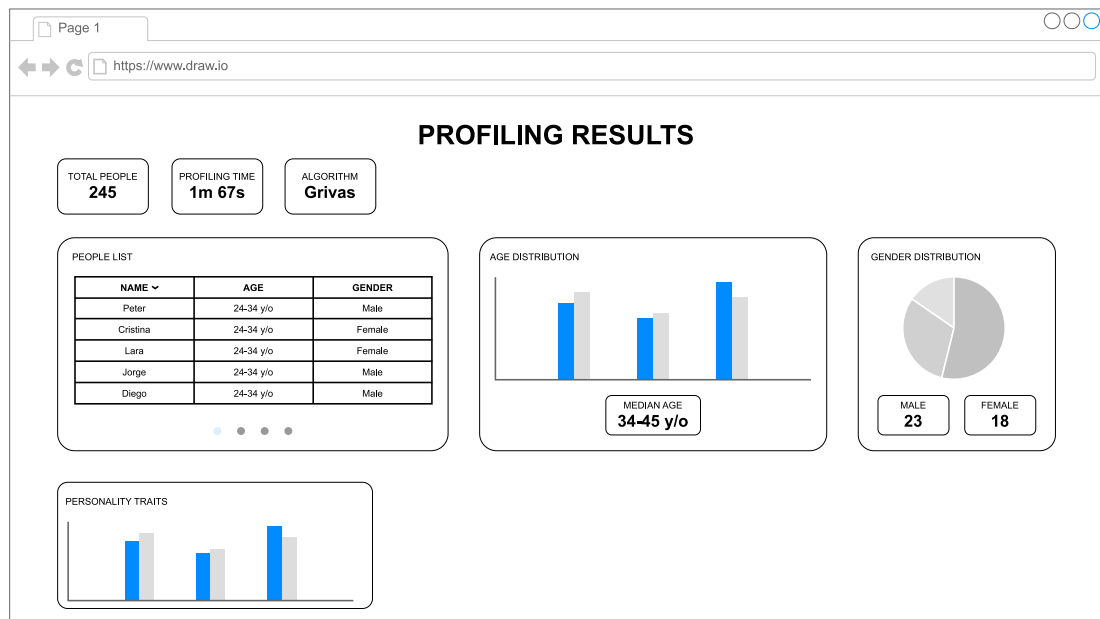 Page 1
https://www.draw.io
PROFILING RESULTS
TOTAL PEOPLE
245
PROFILING TIME
1m 67s
ALGORITHM
Grivas
PEOPLE LIST
NAME AGE GENDER
Peter 24-34 y/o Male
Cristina 24-34 y/o Female
Lara 24-34 y/o Female
Jorge 24-34 y/o Male
Diego 24-34 y/o Male
AGE DISTRIBUTION
MEDIAN AGE
34-45 y/o
GENDER DISTRIBUTION
MALE
23
FEMALE
18
PERSONALITY TRAITS